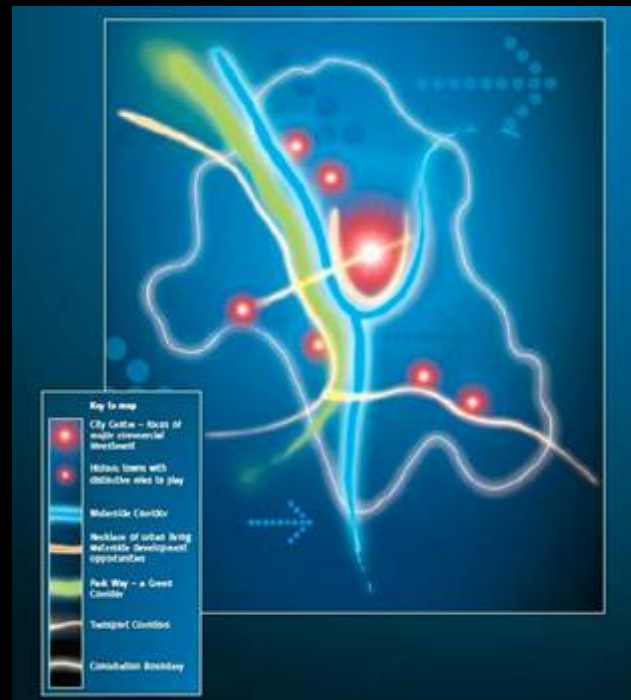 Key to map
City Centre – focus of
major commercial
investment
Historic towns with
distinctive roles to play
Waterside Corridor
Necklace of urban living
Waterside Development
opportunities
Park Way – a Green
Corridor
Transport Corridors
Boundary